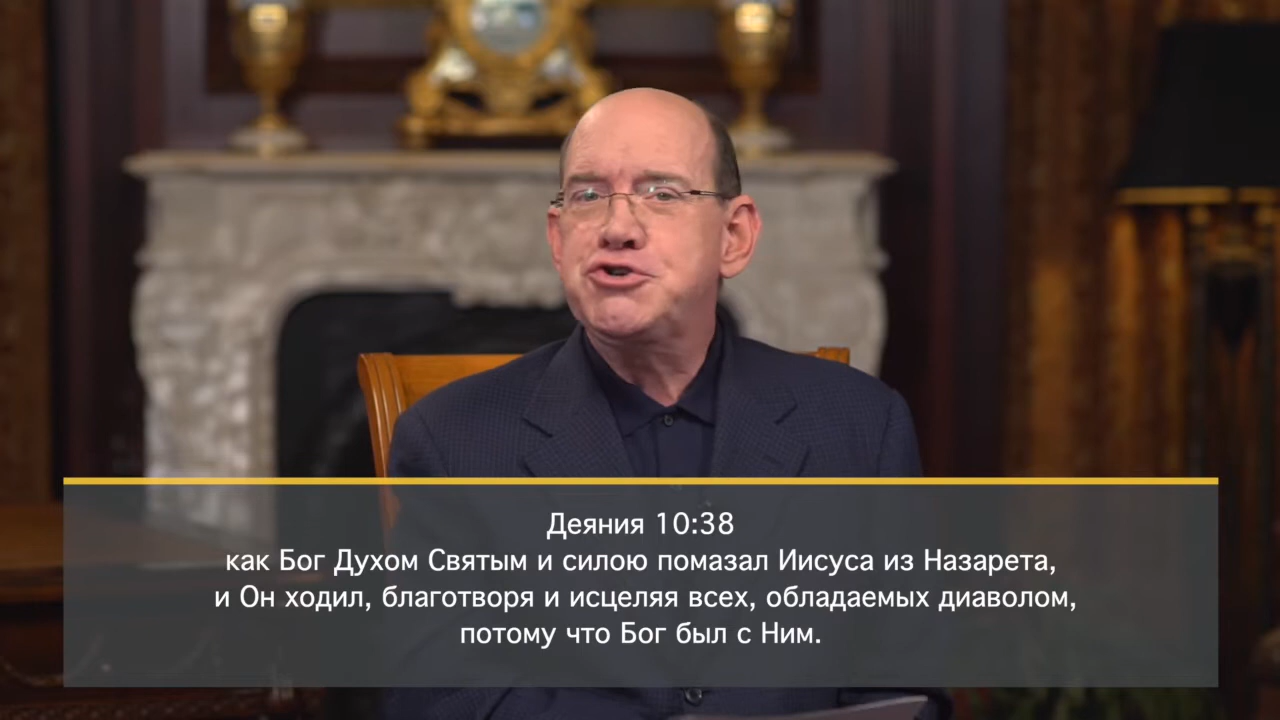 Деяния 10:38
как Бог Духом Святым и силою помазал Иисуса из Назарета,
и Он ходил, благотворя и исцеляя всех, обладаемых диаволом,
потому что Бог был с Ним.